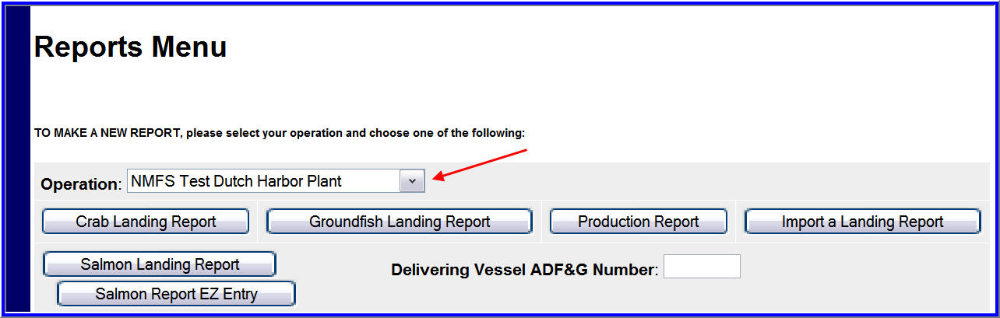 Reports Menu
TO MAKE A NEW REPORT, please select your operation and choose one of the following:
Operation: NMFS Test Dutch Harbor Plant
Crab Landing Report Groundfish Landing Report Production Report Import a Landing Report
Salmon Landing Report Delivering Vessel ADF&G Number:
Salmon Report EZ Entry